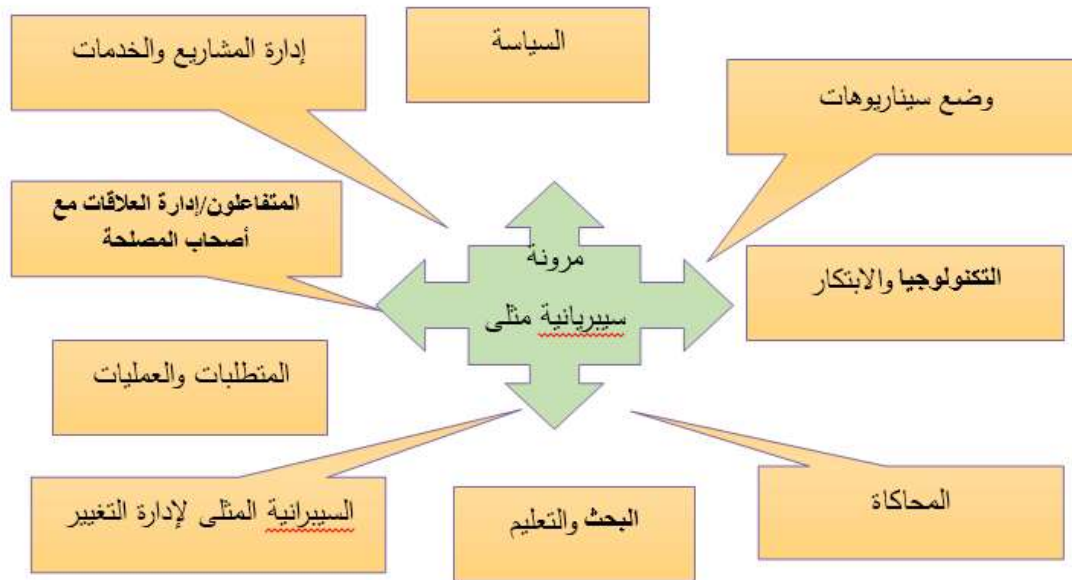 السياسة
إدارة المشاريع والخدمات
وضع سيناريوهات
المتفاعلون/إدارة العلاقات مع
أصحاب المصلحة
مرونة
سيبريانية مثلى
التكنولوجيا والابتكار
المتطلبات والعمليات
المحاكاة
البحث والتعليم
السيبرانية المثلى لإدارة التغيير